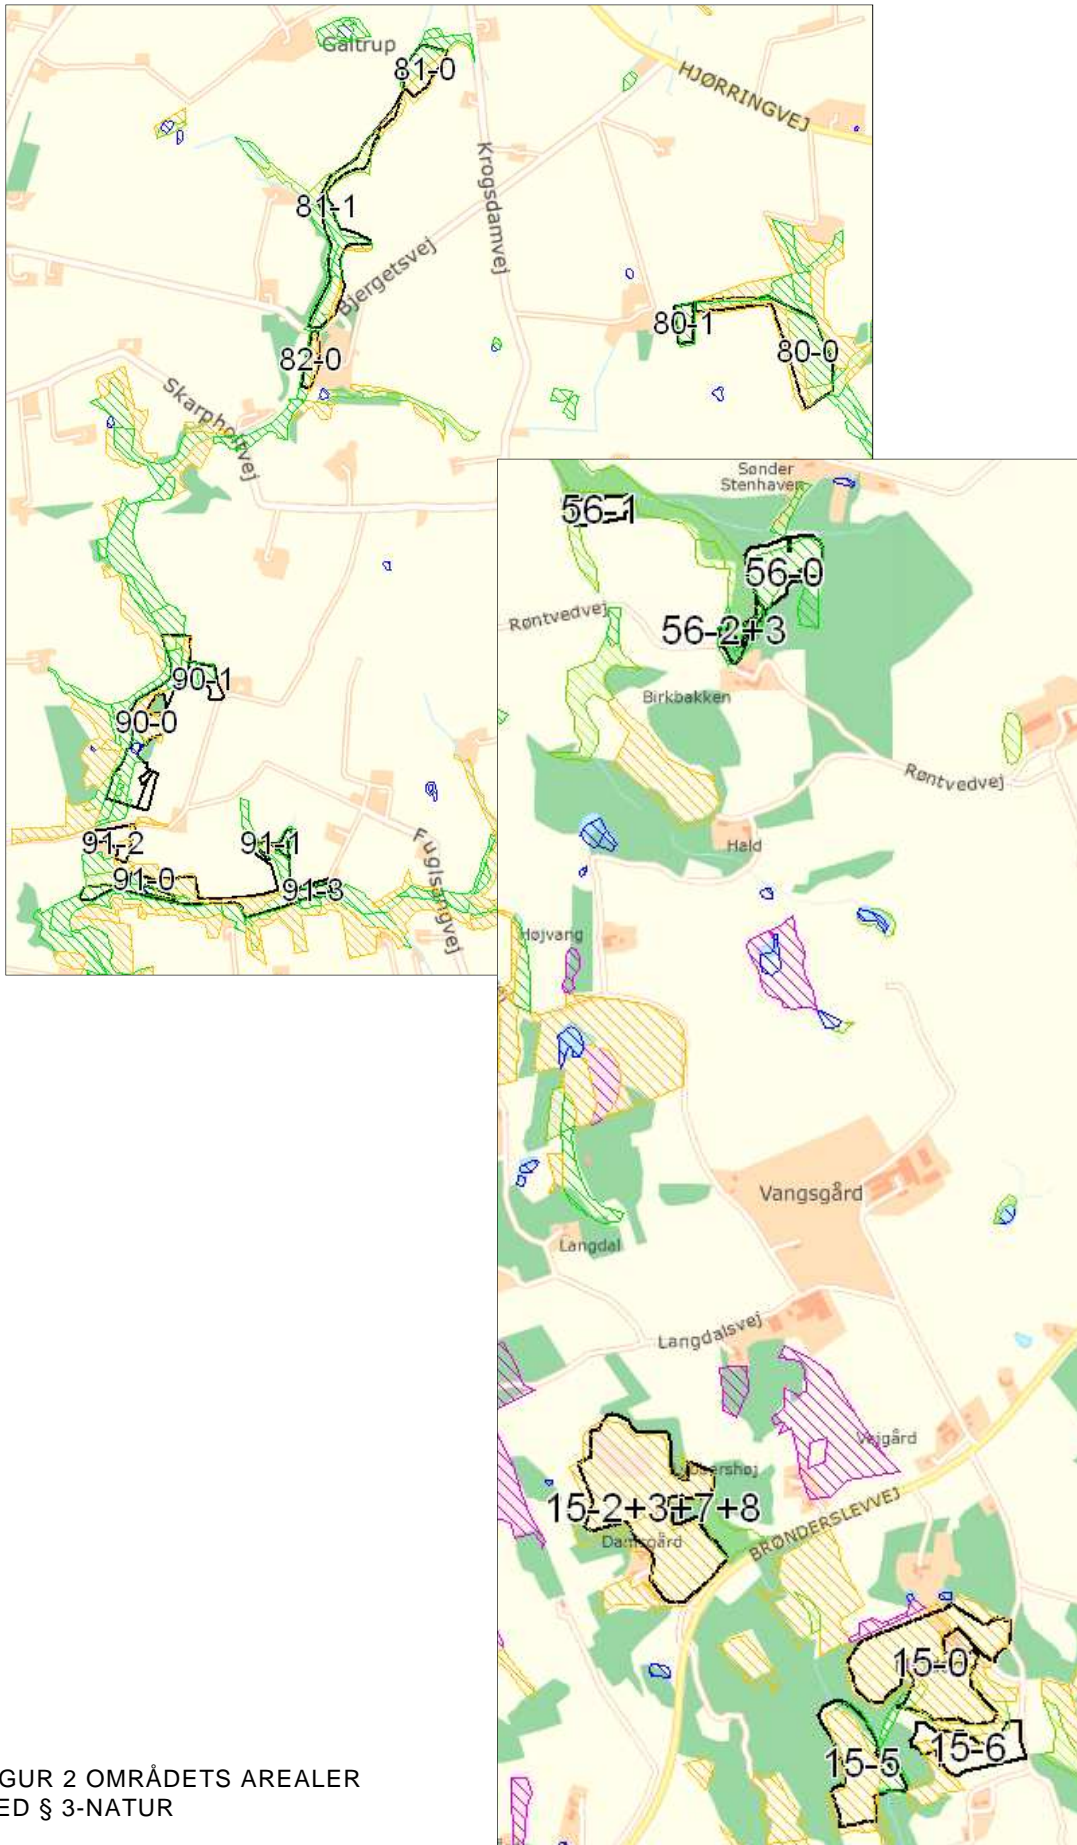 Galtrup
81-0
HJØRRINGVEJ
Krogsdamvej
81-1
Bjergetsvej
80-1
80-0
82-0
Skarpholtvej
90-1
90-0
91-2
91-1
91-0
91-3
Fuglsangvej
Sønder
Stenhaven
56-1
56-0
Røntvedvej
56-2+3
Birkbakken
Røntvedvej
Hald
Højvang
Vangsgård
Langdal
Langdalsvej
Vejgård
15-2+3+7+8
Damsgård
BRØNDERSLEVVEJ
15-0
15-5
15-6
GUR 2 OMRÅDETS AREALER
ED § 3-NATUR